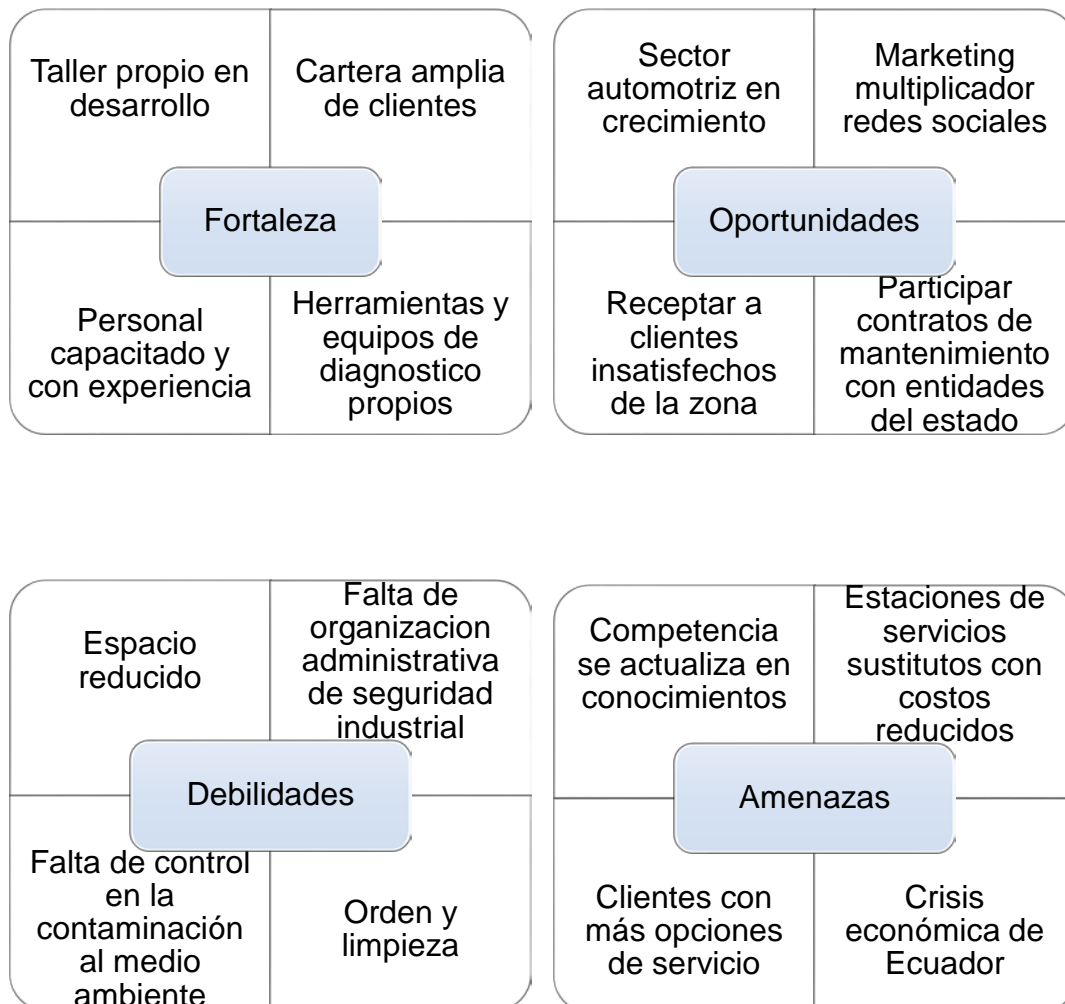 Taller propio en
desarrollo
Cartera amplia
de clientes
Fortaleza
Personal
capacitado y
con experiencia
Herramientas y
equipos de
diagnostico
propios
Sector
automotriz en
crecimiento
Marketing
multiplicador
redes sociales
Oportunidades
Receptar a
clientes
insatisfechos
de la zona
Participar
contratos de
mantenimiento
con entidades
del estado
Espacio
reducido
Falta de
organizacion
administrativa
de seguridad
industrial
Debilidades
Falta de control
en la
contaminación
al medio
ambiente
Orden y
limpieza
Competencia
se actualiza en
conocimientos
Estaciones de
servicios
sustitutos con
costos
reducidos
Amenazas
Clientes con
más opciones
de servicio
Crisis
económica de
Ecuador